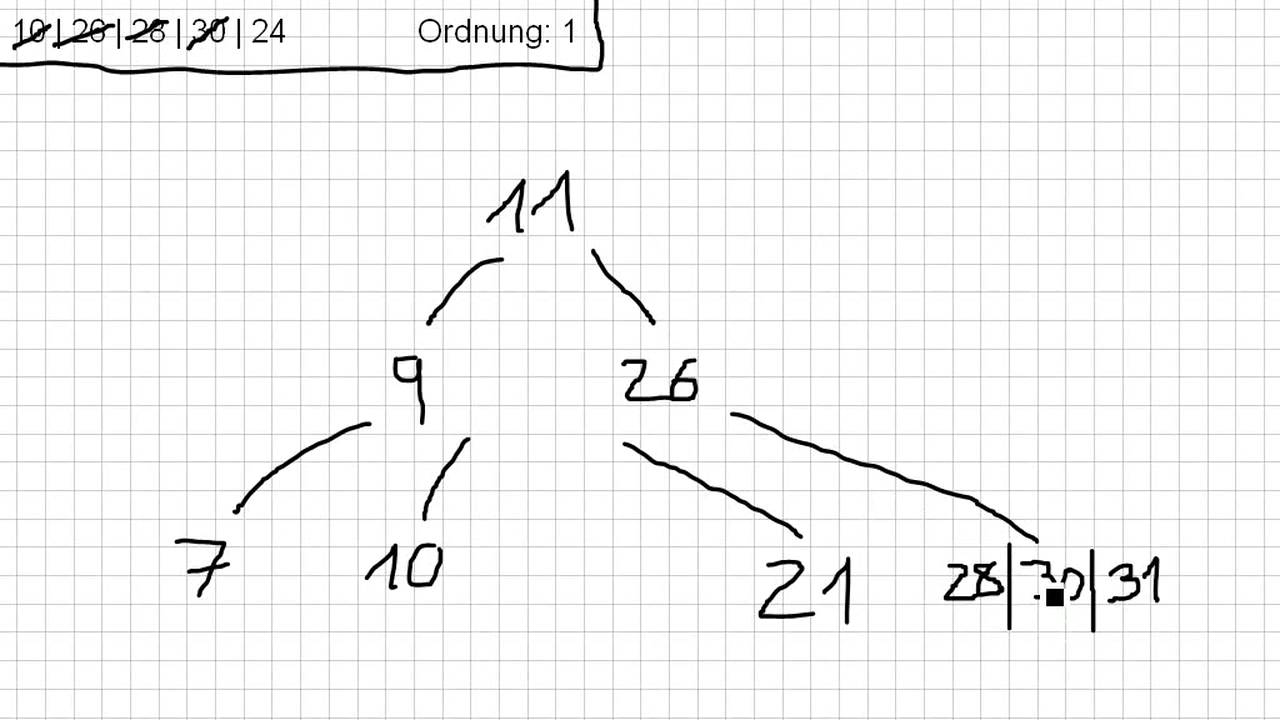 10 | 26 | 28 | 30 | 24 Ordnung: 1
11
9 26
7 10 21 28 | 30 | 31